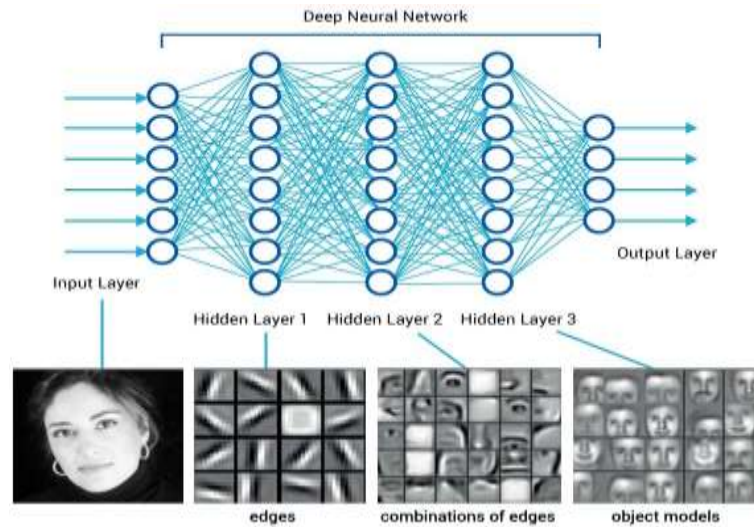 Deep Neural Network
Input Layer
Output Layer
Hidden Layer 1
Hidden Layer 2
Hidden Layer 3
edges
combinations of edges
object models